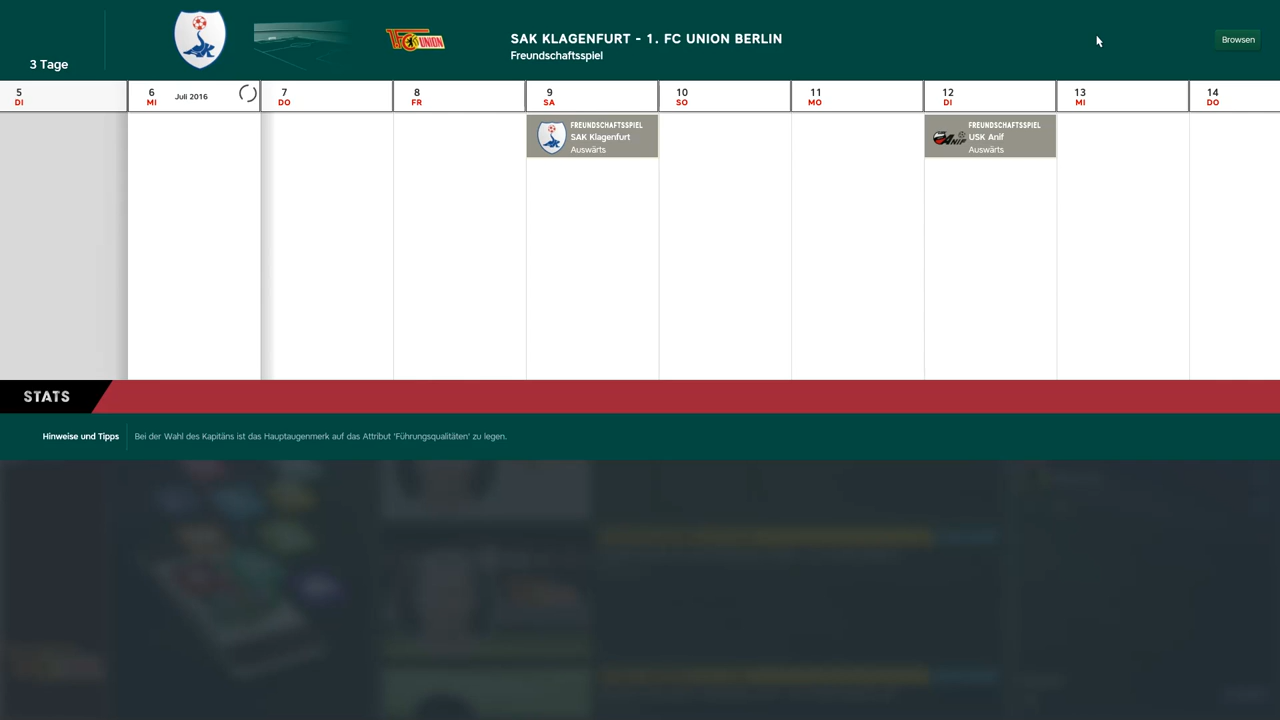 SAK KLAGENFURT - 1. FC UNION BERLIN
Freundschaftsspiel
Browsen
3 Tage
UNION
5 DI
6 MI Juli 2016
7 DO
8 FR
9 SA
10 SO
11 MO
12 DI
13 MI
14 DO
FREUNDSCHAFTSSPIEL
SAK Klagenfurt
Auswärts
ANIF
FREUNDSCHAFTSSPIEL
USK Anif
Auswärts
STATS
Hinweise und Tipps
Bei der Wahl des Kapitäns ist das Hauptaugenmerk auf das Attribut 'Führungsqualitäten' zu legen.